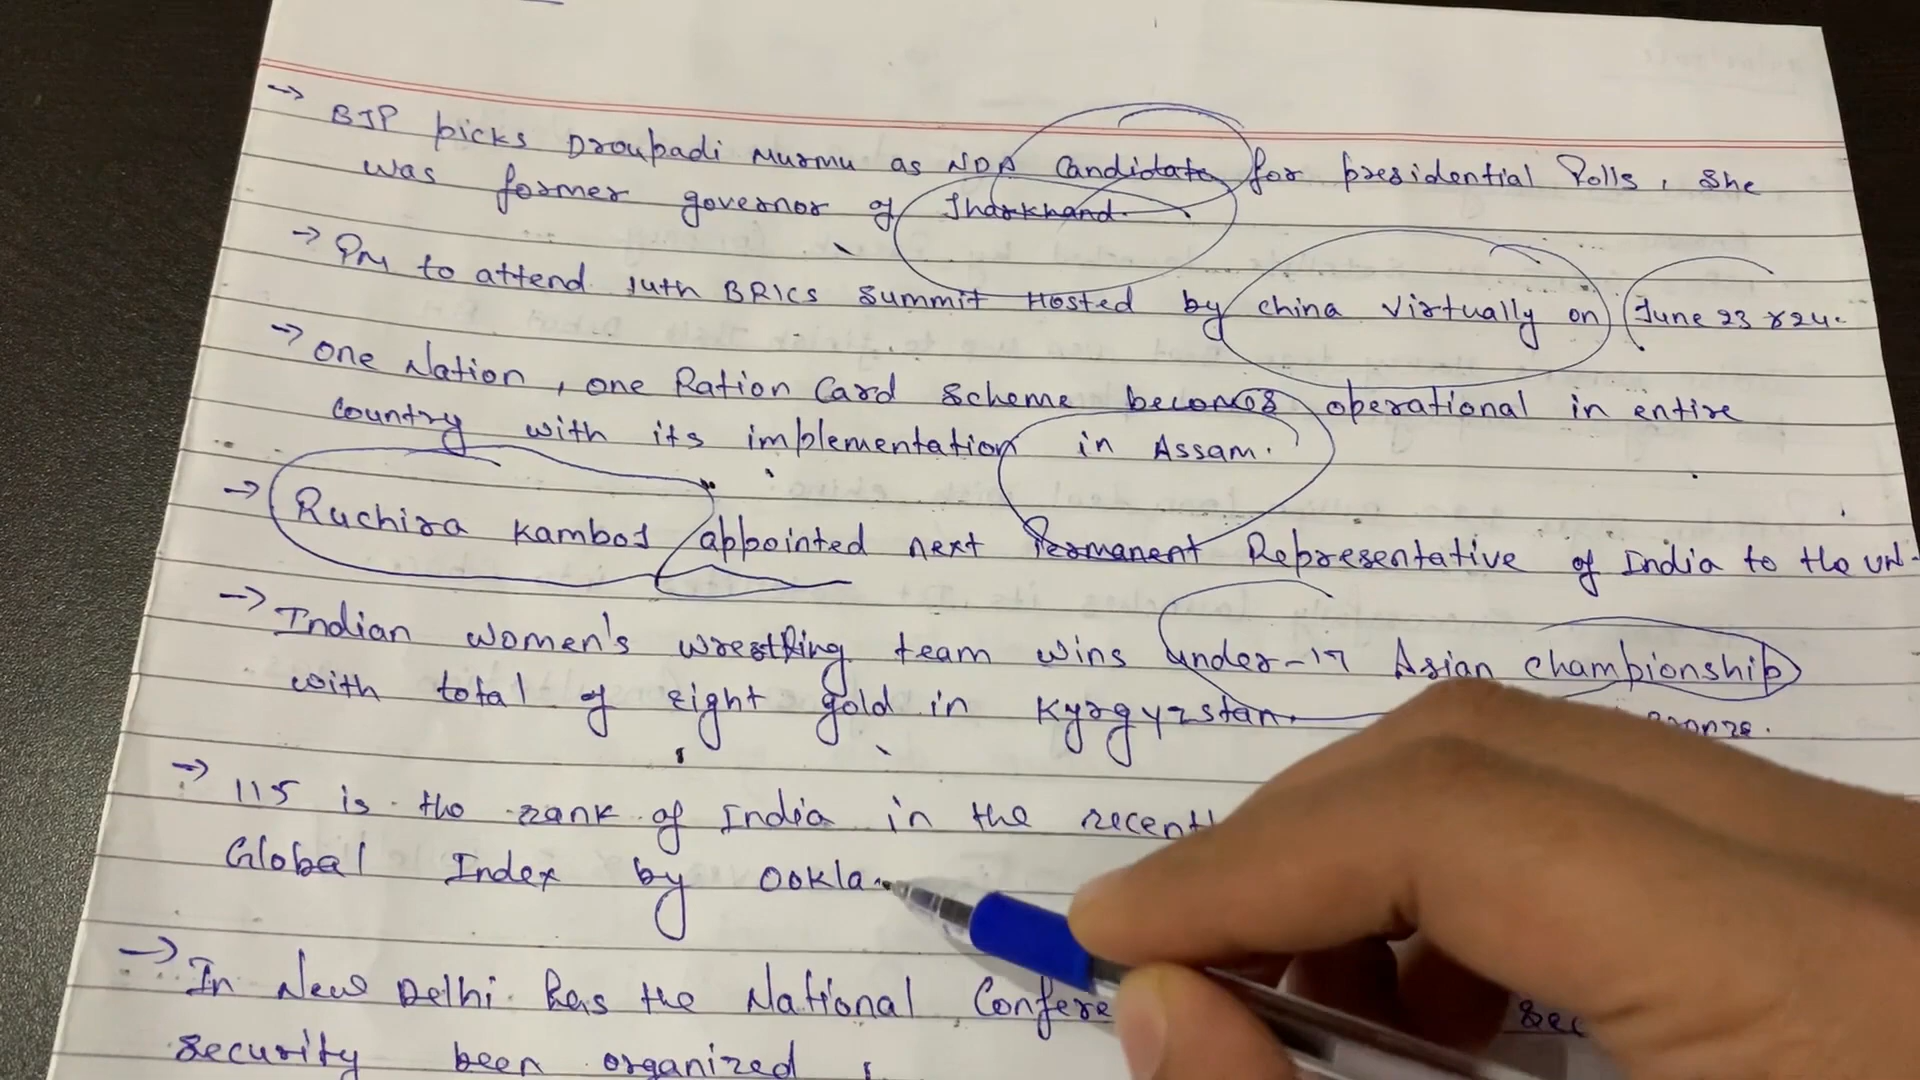 → BJP picks Droupadi Murmu as NDA Candidate for presidential Polls, She
was former governor of Jharkhand.
→ PM to attend 14th BRICS Summit Hosted by China Virtually on June 23 & 24.
→ One Nation, one Ration Card Scheme becomes operational in entire
Country with its implementation in Assam.
→ Ruchira Kamboj appointed next Permanent Representative of India to the UN.
→ Indian women's wrestling team wins under-17 Asian Championship
with total of eight gold in Kyrgyzstan.
→ 115 is the rank of India in the recent
Global Index by Ookla.
→ In New Delhi has the National Confere sec
security been organized